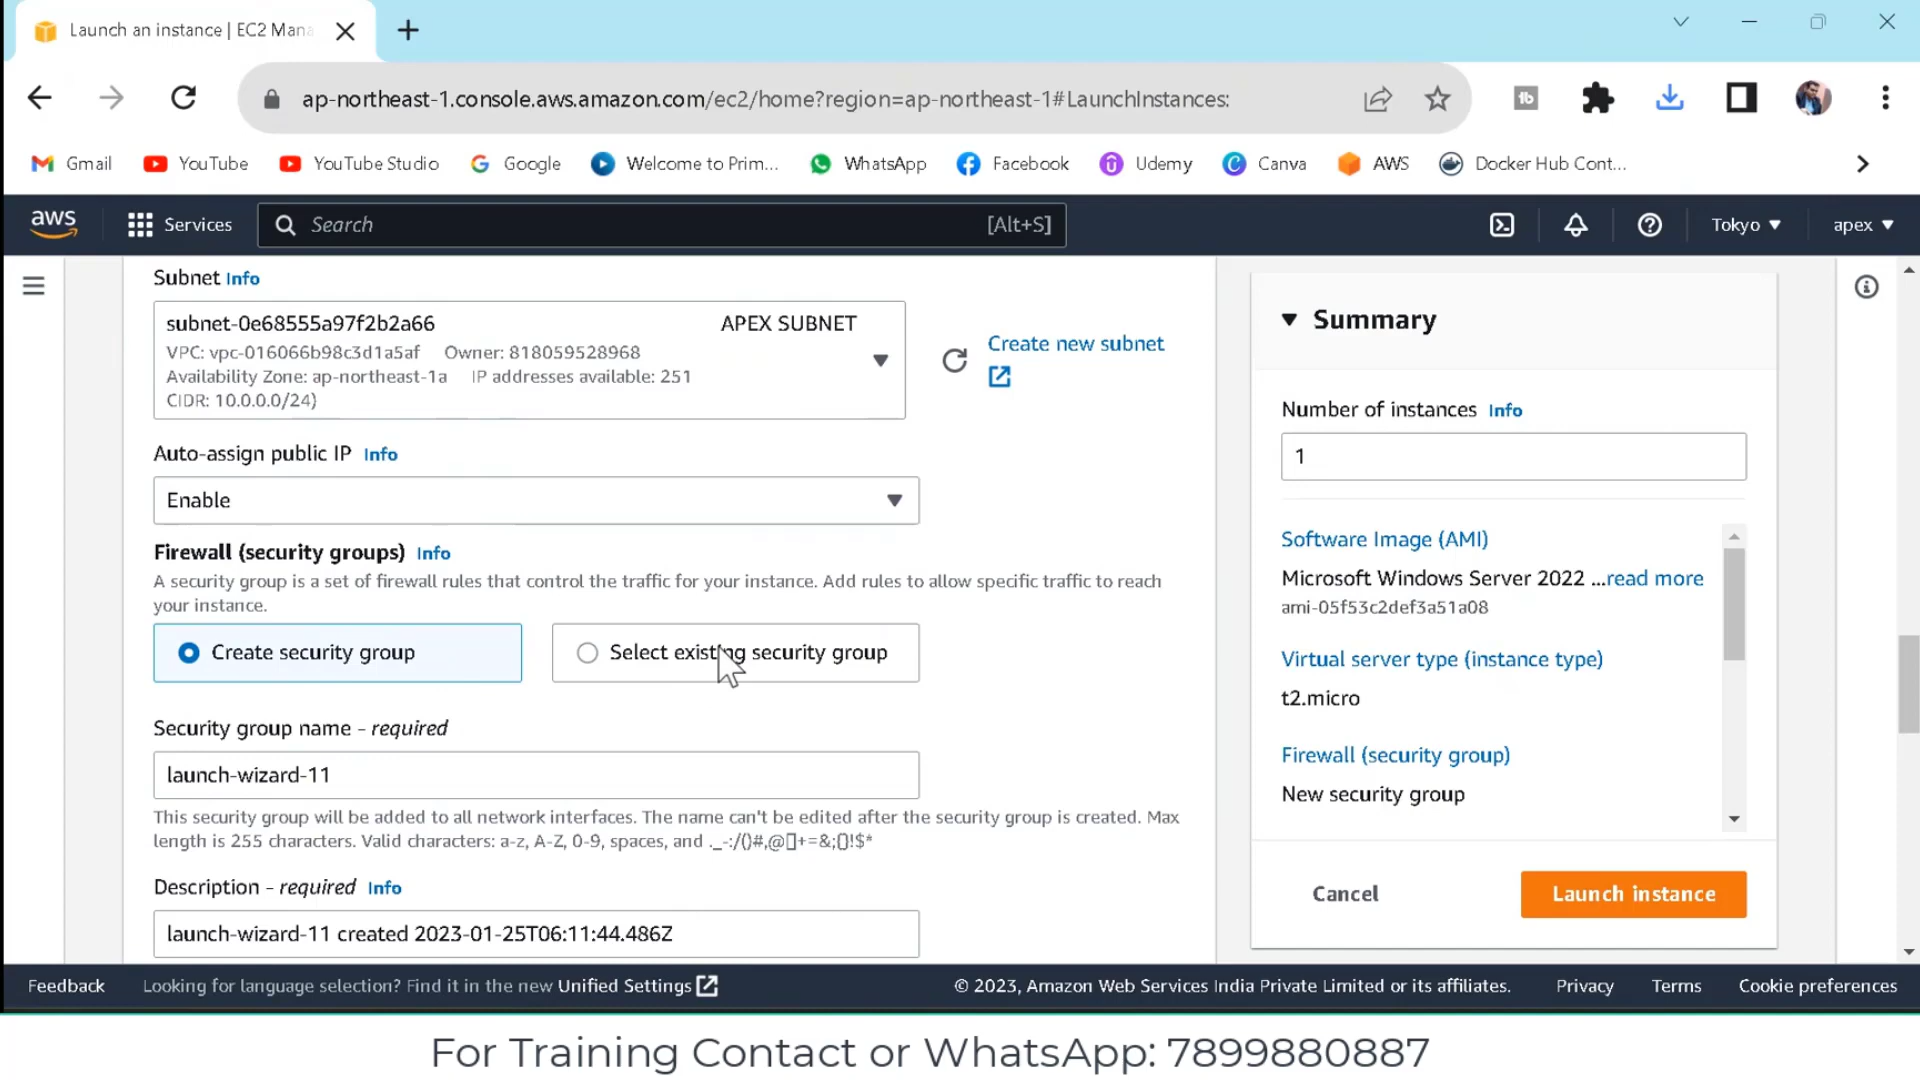 Launch an instance | EC2 Mana
ap-northeast-1.console.aws.amazon.com/ec2/home?region=ap-northeast-1#LaunchInstances:
Gmail YouTube YouTube Studio Google Welcome to Prim... WhatsApp Facebook Udemy Canva AWS Docker Hub Cont...
aws Services Search [Alt+S] Tokyo apex
Subnet Info
subnet-0e68555a97f2b2a66 APEX SUBNET
VPC: vpc-016066b98c3d1a5af Owner: 818059528968
Availability Zone: ap-northeast-1a IP addresses available: 251
CIDR: 10.0.0.0/24)
Create new subnet
Auto-assign public IP Info
Enable
Firewall (security groups) Info
A security group is a set of firewall rules that control the traffic for your instance. Add rules to allow specific traffic to reach
your instance.
Create security group
Select existing security group
Security group name - required
launch-wizard-11
This security group will be added to all network interfaces. The name can't be edited after the security group is created. Max
length is 255 characters. Valid characters: a-z, A-Z, 0-9, spaces, and ._-:/()#,@[]+=&;{}!$*
Description - required Info
launch-wizard-11 created 2023-01-25T06:11:44.486Z
Summary
Number of instances Info
1
Software Image (AMI)
Microsoft Windows Server 2022 ...read more
ami-05f53c2def3a51a08
Virtual server type (instance type)
t2.micro
Firewall (security group)
New security group
Cancel
Launch instance
Feedback Looking for language selection? Find it in the new Unified Settings © 2023, Amazon Web Services India Private Limited or its affiliates. Privacy Terms Cookie preferences
For Training Contact or WhatsApp: 7899880887